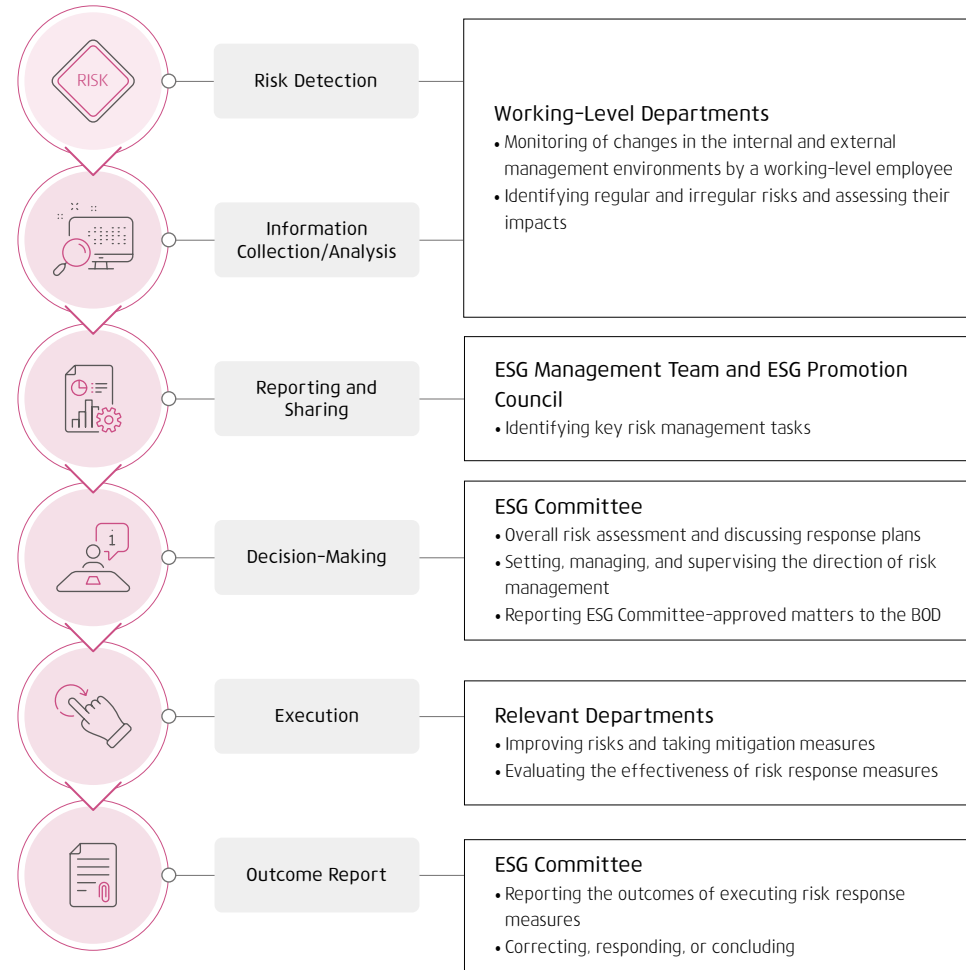 RISK
Risk Detection
Working-Level Departments
• Monitoring of changes in the internal and external
management environments by a working-level employee
• Identifying regular and irregular risks and assessing their
impacts
Information
Collection/Analysis
Reporting and
Sharing
ESG Management Team and ESG Promotion
Council
• Identifying key risk management tasks
i
Decision-Making
ESG Committee
• Overall risk assessment and discussing response plans
• Setting, managing, and supervising the direction of risk
management
• Reporting ESG Committee-approved matters to the BOD
Execution
Relevant Departments
• Improving risks and taking mitigation measures
• Evaluating the effectiveness of risk response measures
Outcome Report
ESG Committee
• Reporting the outcomes of executing risk response
measures
• Correcting, responding, or concluding